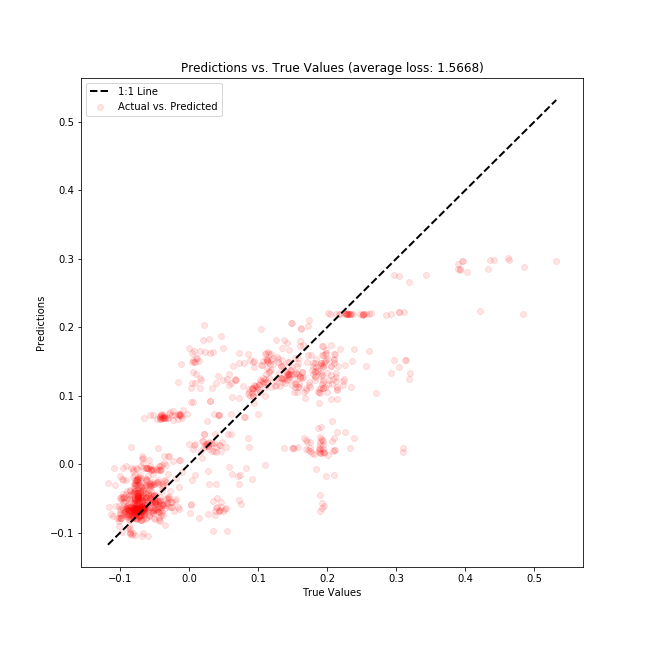 Predictions vs. True Values (average loss: 1.5668)
1:1 Line
Actual vs. Predicted
0.5
0.4
0.3
0.2
0.1
0.0
−0.1
Predictions
−0.1 0.0 0.1 0.2 0.3 0.4 0.5
True Values